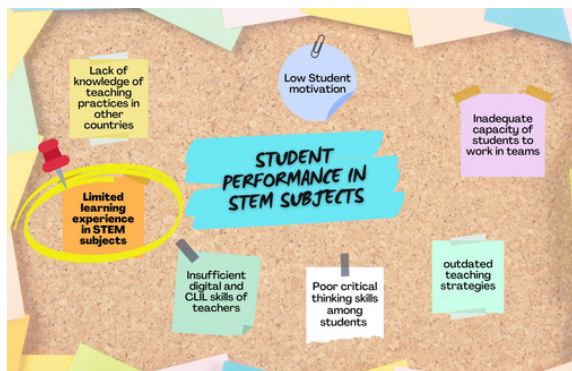 Lack of
knowledge of
teaching
practices in
other
countries
Low Student
motivation
Inadequate
capacity of
students to
work in teams
STUDENT
PERFORMANCE IN
STEM SUBJECTS
Limited
learning
experience
in STEM
subjects
Insufficient
digital and
CLIL skills of
teachers
Poor critical
thinking skills
among
students
outdated
teaching
strategies